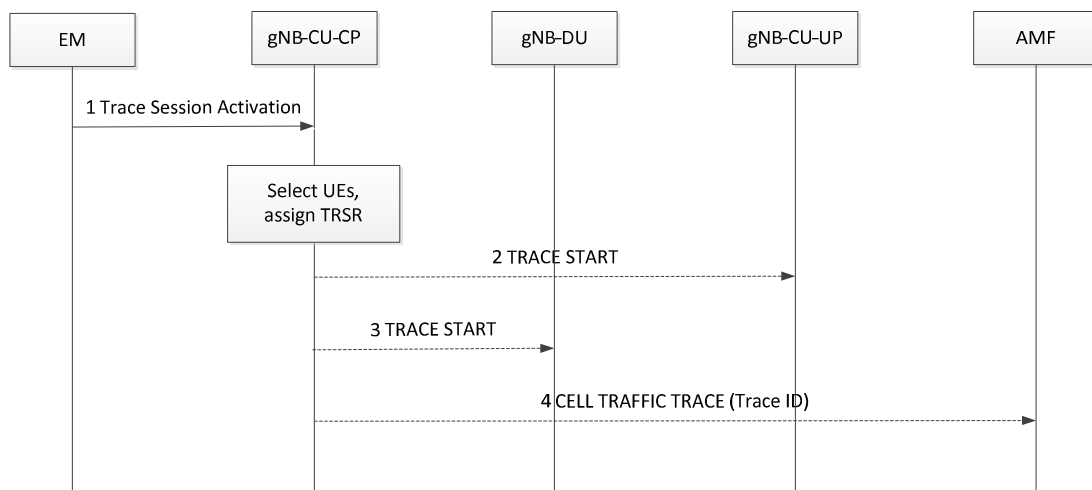 EM
gNB-CU-CP
gNB-DU
gNB-CU-UP
AMF
1 Trace Session Activation
Select UEs,
assign TRSR
2 TRACE START
3 TRACE START
4 CELL TRAFFIC TRACE (Trace ID)